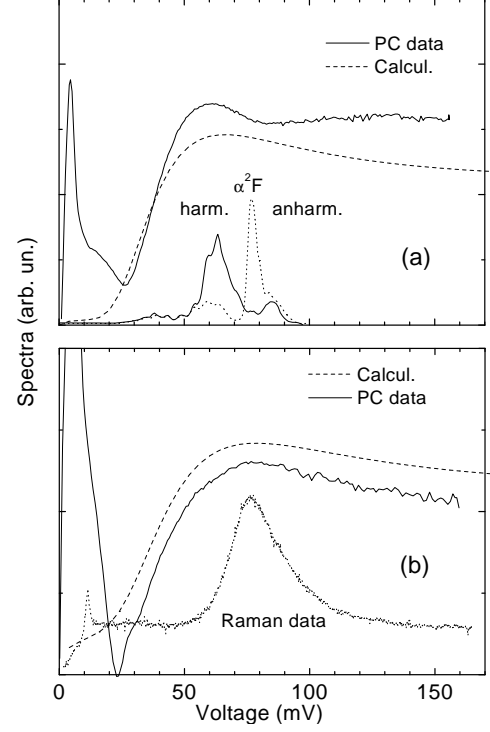 PC data
Calcul.
α²F
harm. anharm.
(a)
Spectra (arb. un.)
Calcul.
PC data
(b)
Raman data
0 50 100 150
Voltage (mV)